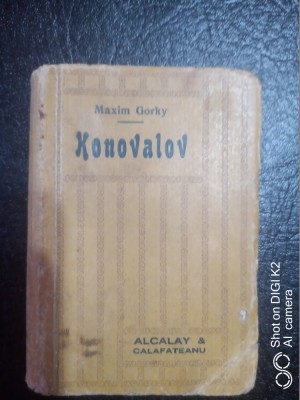 Maxim Gorky
Konovalov
ALCALAY &
CALAFATEANU
Shot on DIGI K2
AI camera